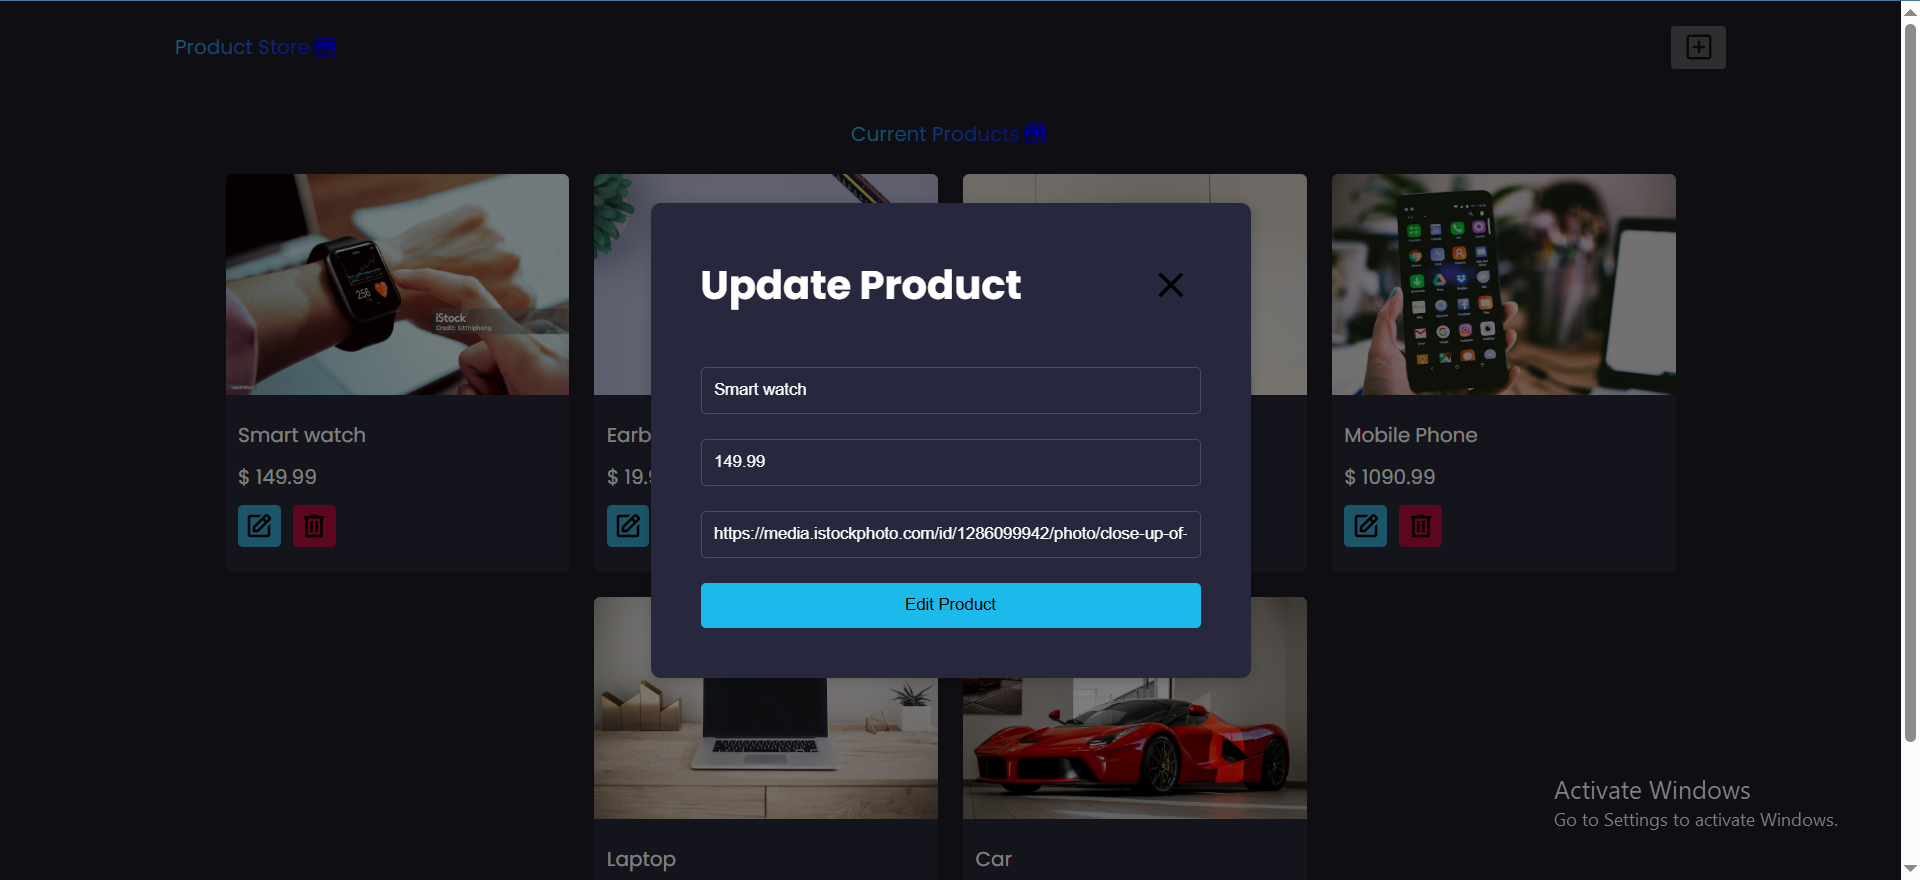 Product Store
Current Products
iStock
Credit: Sitthiphong
256
Update Product
Smart watch
149.99
https://media.istockphoto.com/id/1286099942/photo/close-up-of-
Edit Product
Smart watch
$ 149.99
Earb
$ 19.9
Mobile Phone
$ 1090.99
Laptop
Car
Activate Windows
Go to Settings to activate Windows.